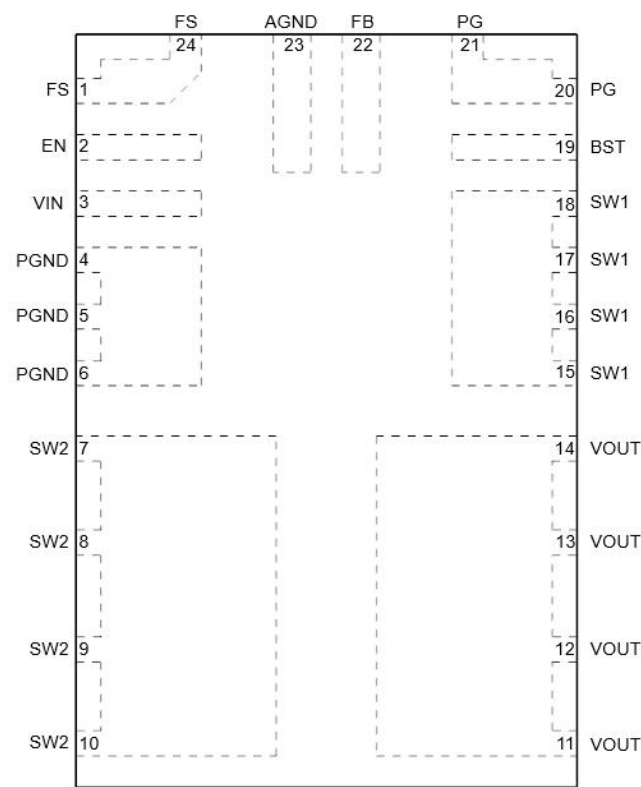 FS AGND FB PG
24 23 22 21
FS 1 20 PG
EN 2 19 BST
VIN 3 18 SW1
PGND 4 17 SW1
PGND 5 16 SW1
PGND 6 15 SW1
SW2 7 14 VOUT
SW2 8 13 VOUT
SW2 9 12 VOUT
SW2 10 11 VOUT